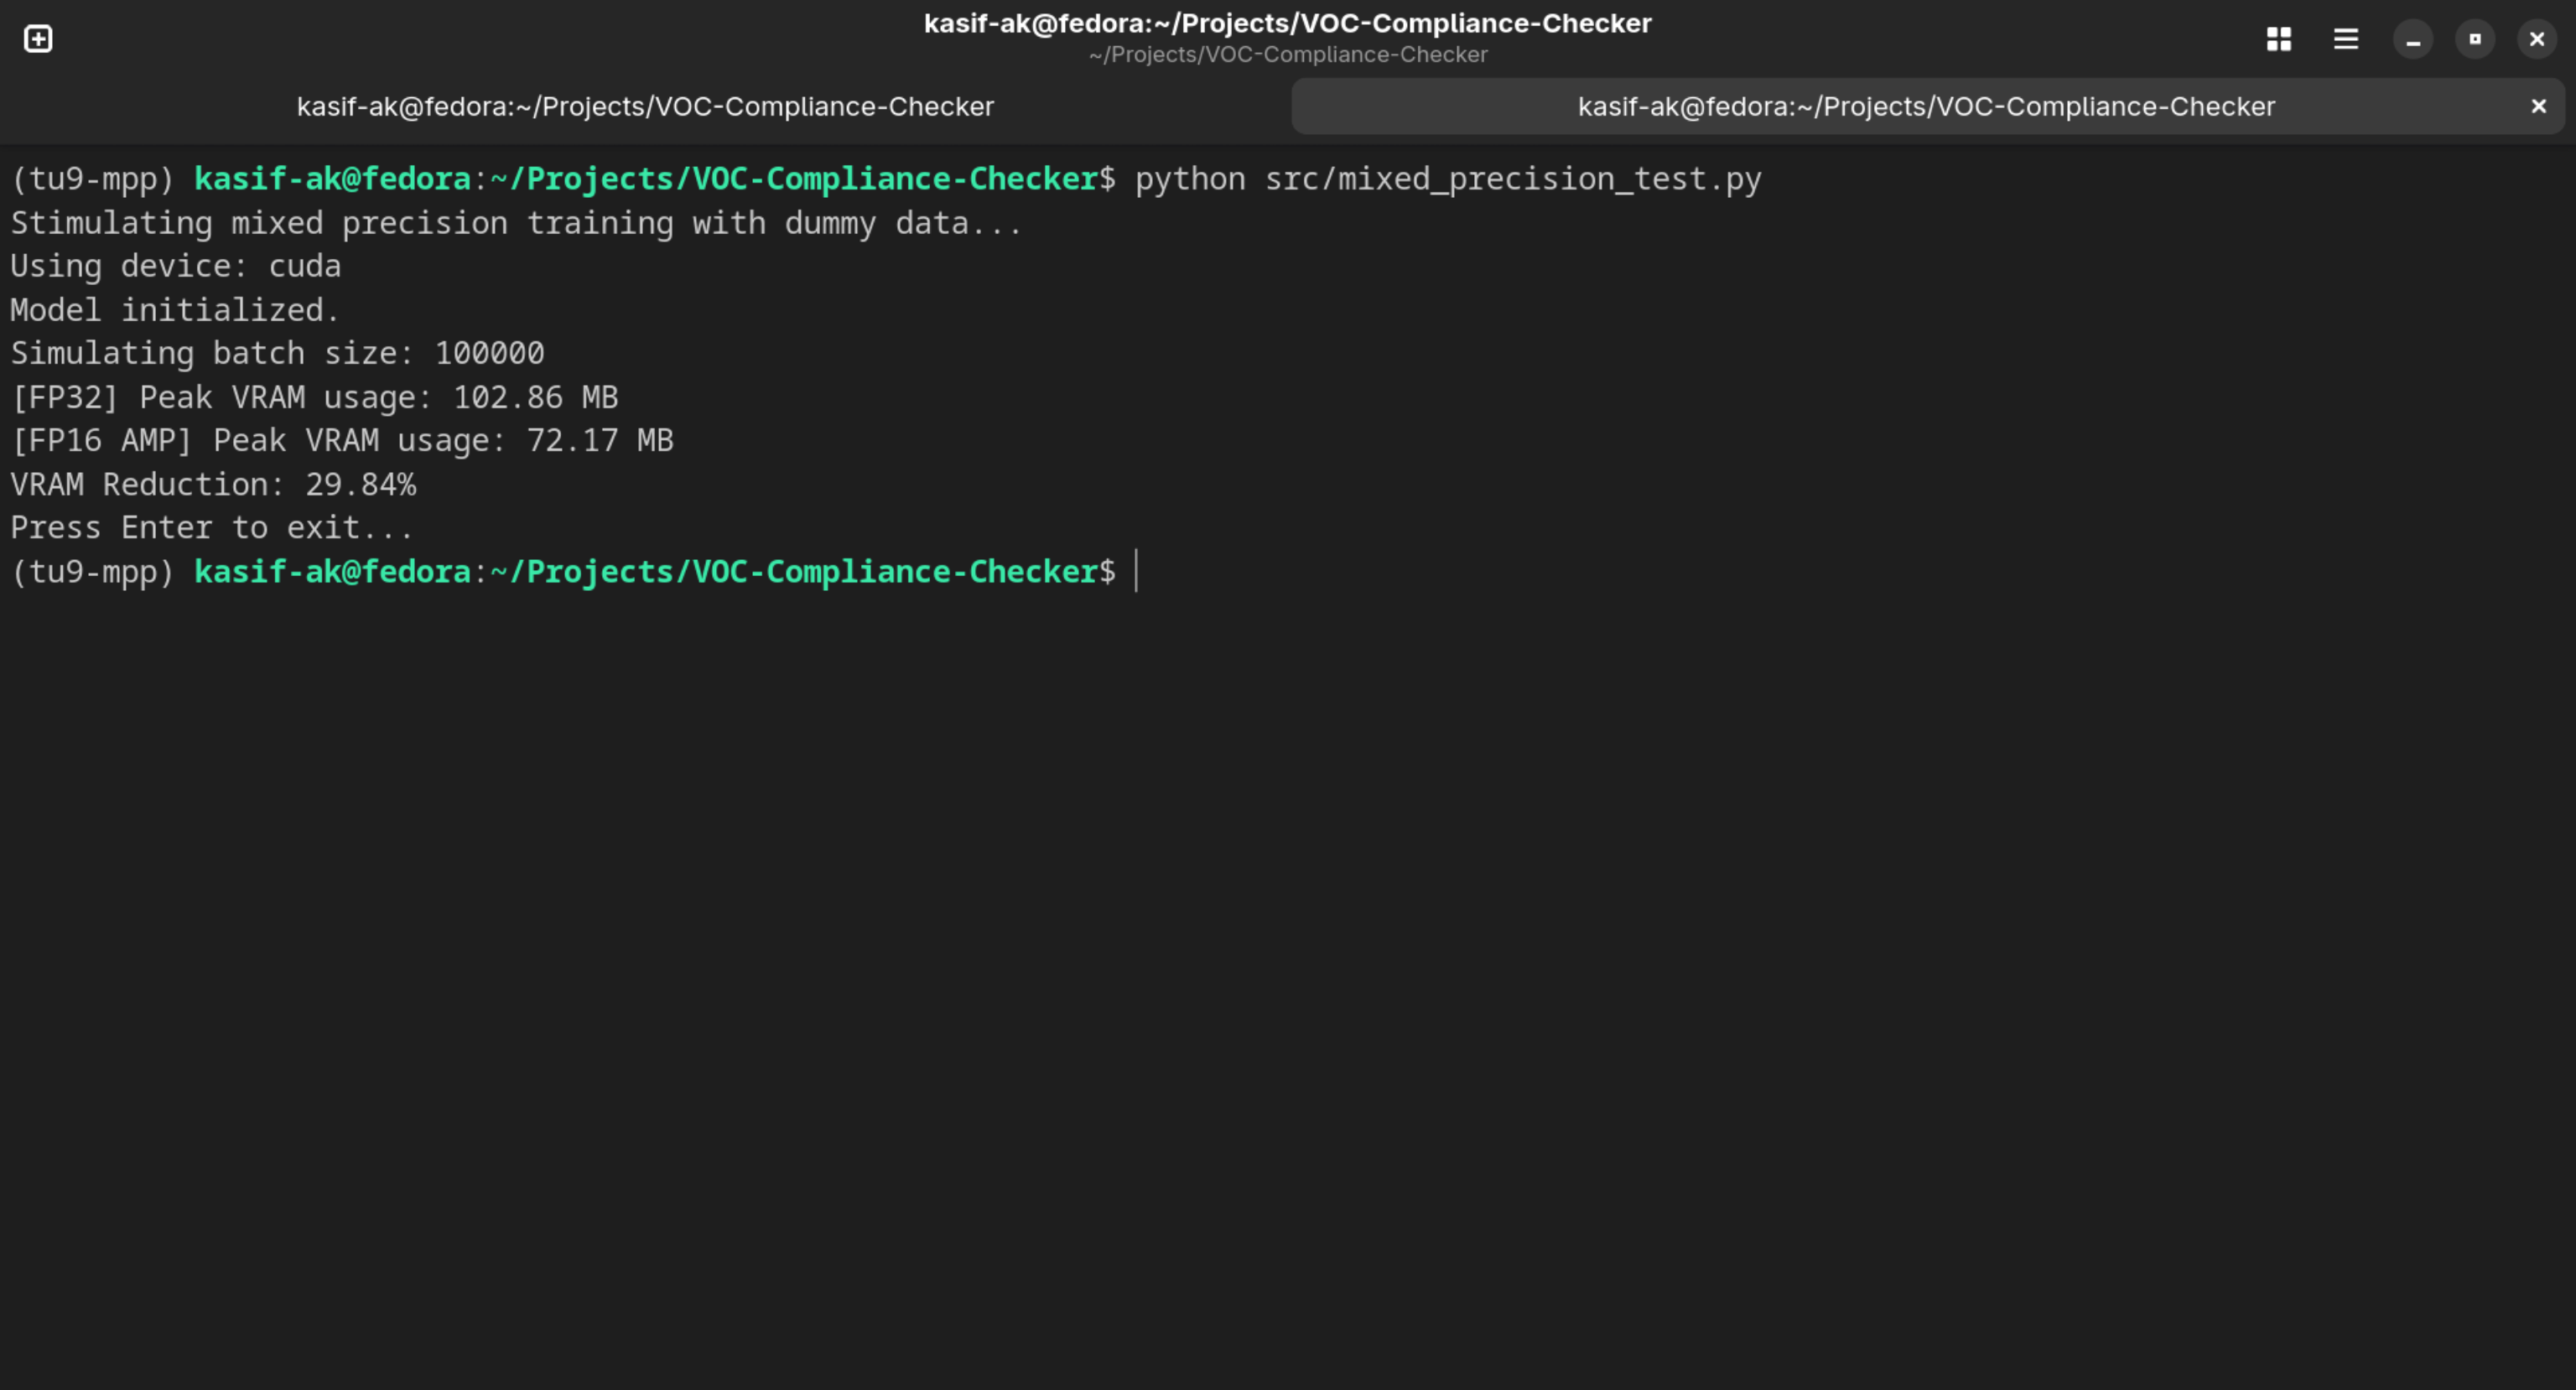 kasif-ak@fedora:~/Projects/VOC-Compliance-Checker
~/Projects/VOC-Compliance-Checker
kasif-ak@fedora:~/Projects/VOC-Compliance-Checker
kasif-ak@fedora:~/Projects/VOC-Compliance-Checker
(tu9-mpp) kasif-ak@fedora:~/Projects/VOC-Compliance-Checker$ python src/mixed_precision_test.py
Stimulating mixed precision training with dummy data...
Using device: cuda
Model initialized.
Simulating batch size: 100000
[FP32] Peak VRAM usage: 102.86 MB
[FP16 AMP] Peak VRAM usage: 72.17 MB
VRAM Reduction: 29.84%
Press Enter to exit...
(tu9-mpp) kasif-ak@fedora:~/Projects/VOC-Compliance-Checker$